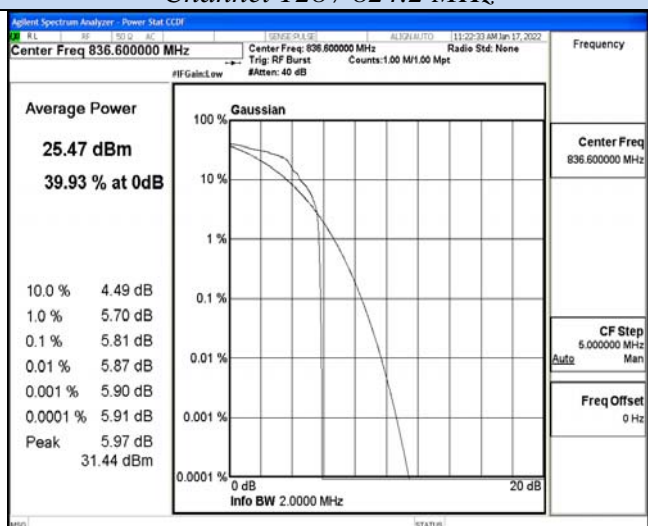 Agilent Spectrum Analyzer - Power Stat CCDF
RL RF 50 Ω AC SENSE:PULSE ALIGN AUTO 11:22:33 AM Jan 17, 2022
Center Freq 836.600000 MHz
Center Freq: 836.600000 MHz Radio Std: None
Trig: RF Burst Counts:1.00 M/1.00 Mpt
#IFGain:Low #Atten: 40 dB
Frequency
Average Power
25.47 dBm
39.93 % at 0dB
10.0 % 4.49 dB
1.0 % 5.70 dB
0.1 % 5.81 dB
0.01 % 5.87 dB
0.001 % 5.90 dB
0.0001 % 5.91 dB
Peak 5.97 dB
31.44 dBm
Gaussian
100 %
10 %
1 %
0.1 %
0.01 %
0.001 %
0.0001 %
0 dB 20 dB
Info BW 2.0000 MHz
Center Freq
836.600000 MHz
CF Step
5.000000 MHz
Auto Man
Freq Offset
0 Hz
MSG STATUS